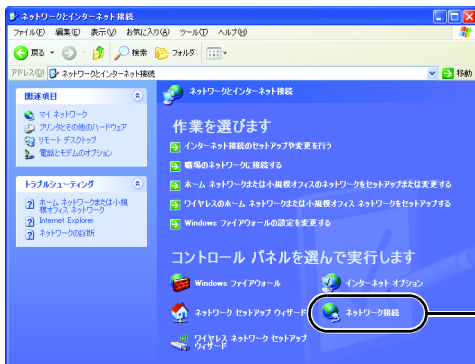 ネットワークとインターネット接続
ファイル(F) 編集(E) 表示(V) お気に入り(A) ツール(T) ヘルプ(H)
戻る 検索 フォルダ
アドレス(D) ネットワークとインターネット接続 移動
関連項目
マイ ネットワーク
プリンタとその他のハードウェア
リモート デスクトップ
電話とモデムのオプション
トラブルシューティング
ホーム ネットワークまたは小規
模オフィス ネットワーク
Internet Explorer
ネットワークの診断
ネットワークとインターネット接続
作業を選びます
インターネット接続のセットアップや変更を行う
職場のネットワークに接続する
ホーム ネットワークまたは小規模オフィスのネットワークをセットアップまたは変更する
ワイヤレスのホーム ネットワークまたは小規模オフィス ネットワークをセットアップする
Windows ファイアウォールの設定を変更する
コントロール パネルを選んで実行します
Windows ファイアウォール インターネット オプション
ネットワーク セットアップ ウィザード ネットワーク接続
ワイヤレス ネットワーク セットアップ
ウィザード